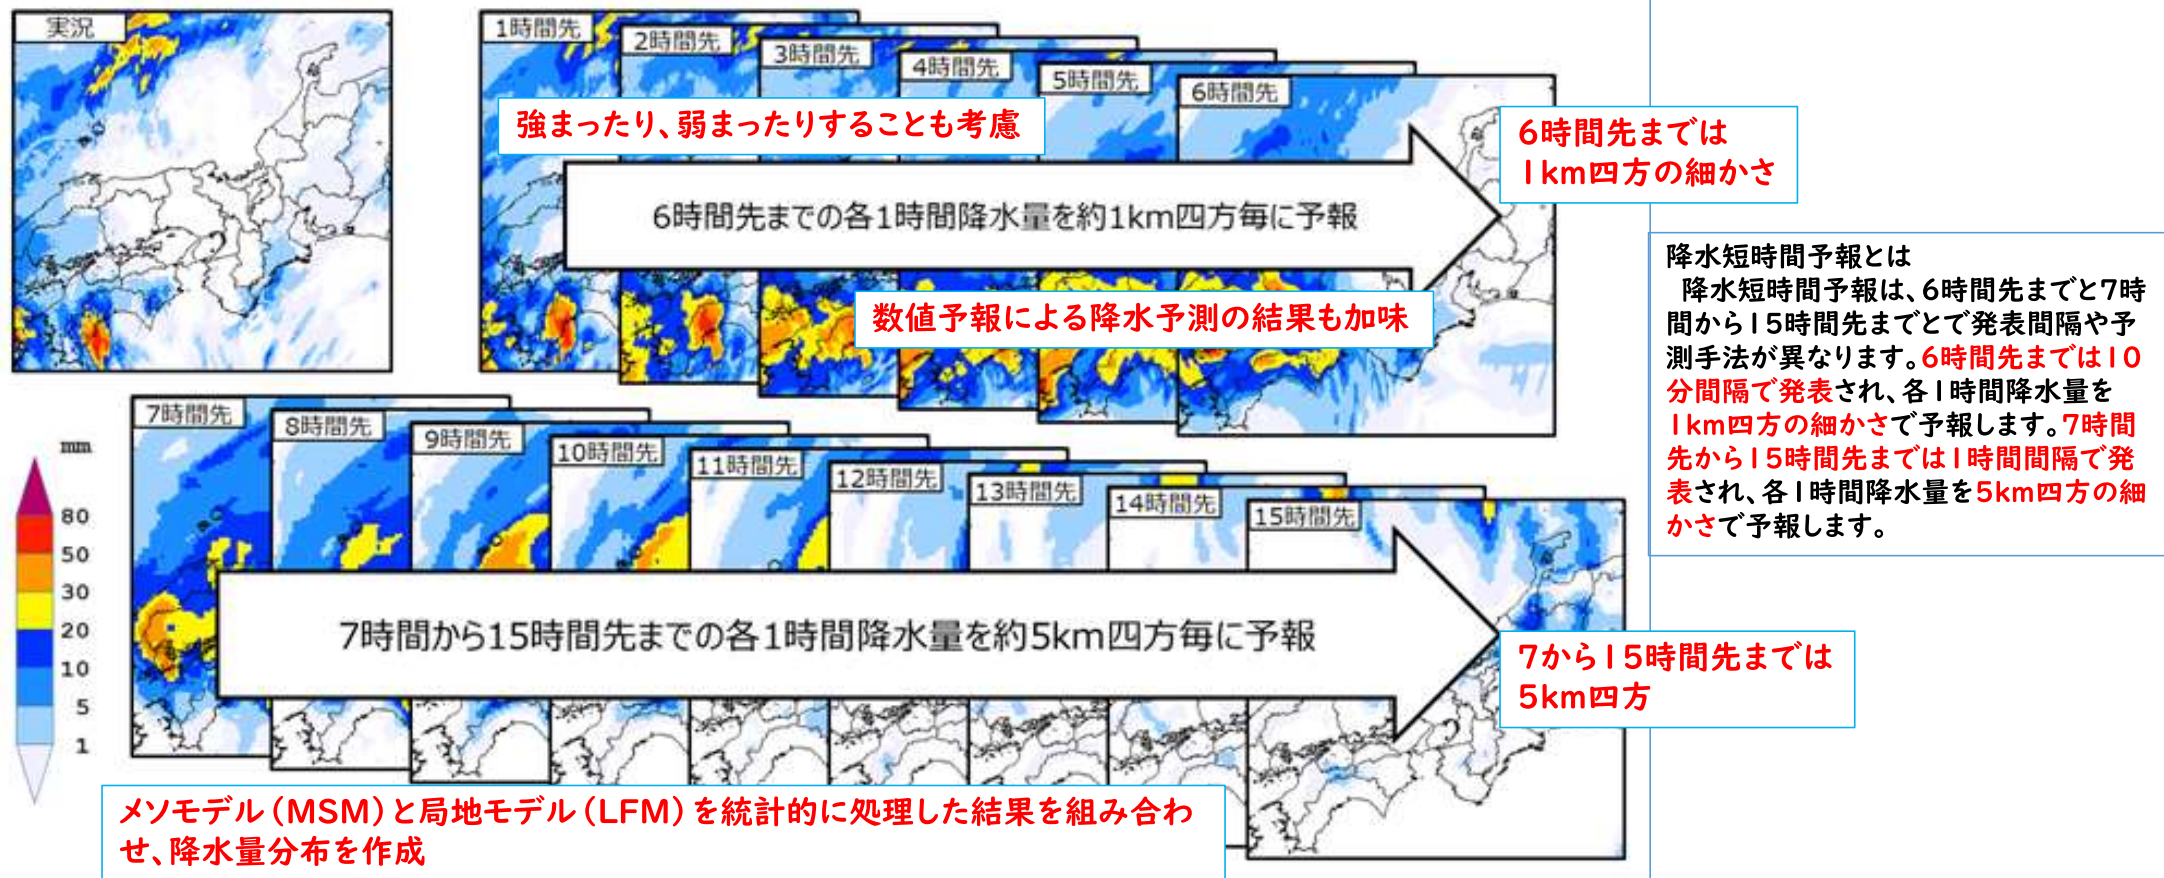 実況
1時間先
2時間先
3時間先
4時間先
5時間先
6時間先
強まったり、弱まったりすることも考慮
6時間先までは
1km四方の細かさ
6時間先までの各1時間降水量を約1km四方毎に予報
数値予報による降水予測の結果も加味
降水短時間予報とは
降水短時間予報は、6時間先までと7時
間から15時間先までとで発表間隔や予
測手法が異なります。6時間先までは10
分間隔で発表され、各1時間降水量を
1km四方の細かさで予報します。7時間
先から15時間先までは1時間間隔で発
表され、各1時間降水量を5km四方の細
かさで予報します。
7時間先
8時間先
9時間先
10時間先
11時間先
12時間先
13時間先
14時間先
15時間先
mm
80
50
30
20
10
5
1
7時間から15時間先までの各1時間降水量を約5km四方毎に予報
7から15時間先までは
5km四方
メソモデル(MSM)と局地モデル(LFM)を統計的に処理した結果を組み合わ
せ、降水量分布を作成